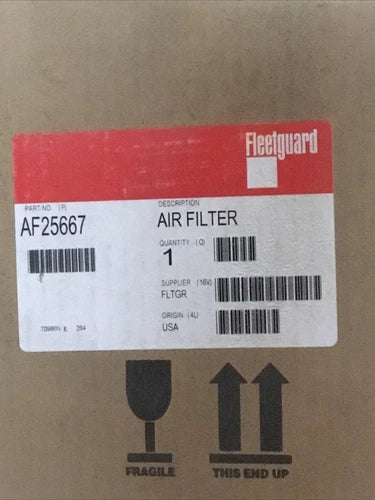 Fleetguard
PART NO. (P)
AF25667
DESCRIPTION
AIR FILTER
QUANTITY (Q)
1
SUPPLIER (16V)
FLTGR
ORIGIN (4L)
USA
FRAGILE
THIS END UP